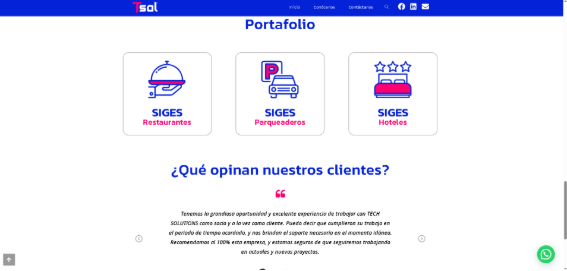 Tsol
Inicio Conócenos Contáctanos
Portafolio
P
SIGES SIGES SIGES
Restaurantes Parqueaderos Hoteles
¿Qué opinan nuestros clientes?
Tenemos la grandiosa oportunidad y excelente experiencia de trabajar con TECH
SOLUTIONS como socio y a la vez como cliente. Puedo decir que cumplieron su trabajo en
el periodo de tiempo acordado, y nos brindan el soporte necesario en el momento idóneo.
Recomendamos al 100% esta empresa, y estamos seguros de que seguiremos trabajando
en actuales y nuevos proyectos.